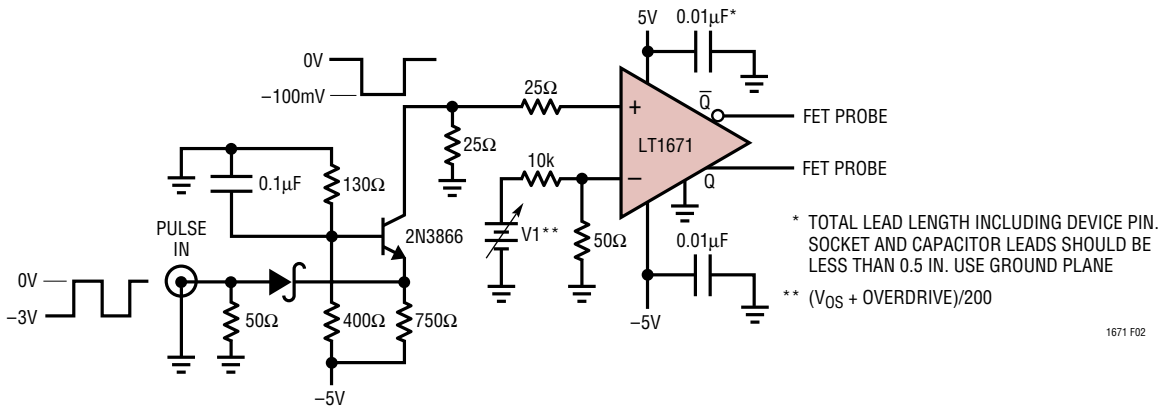 5V
0.01μF*
0V
−100mV
25Ω
25Ω
+
−
LT1671
Q̅
Q
FET PROBE
FET PROBE
10k
V1**
50Ω
0.1μF
130Ω
2N3866
PULSE
IN
0V
−3V
50Ω
400Ω
750Ω
−5V
0.01μF
−5V
* TOTAL LEAD LENGTH INCLUDING DEVICE PIN.
SOCKET AND CAPACITOR LEADS SHOULD BE
LESS THAN 0.5 IN. USE GROUND PLANE
** (VOS + OVERDRIVE)/200
1671 F02